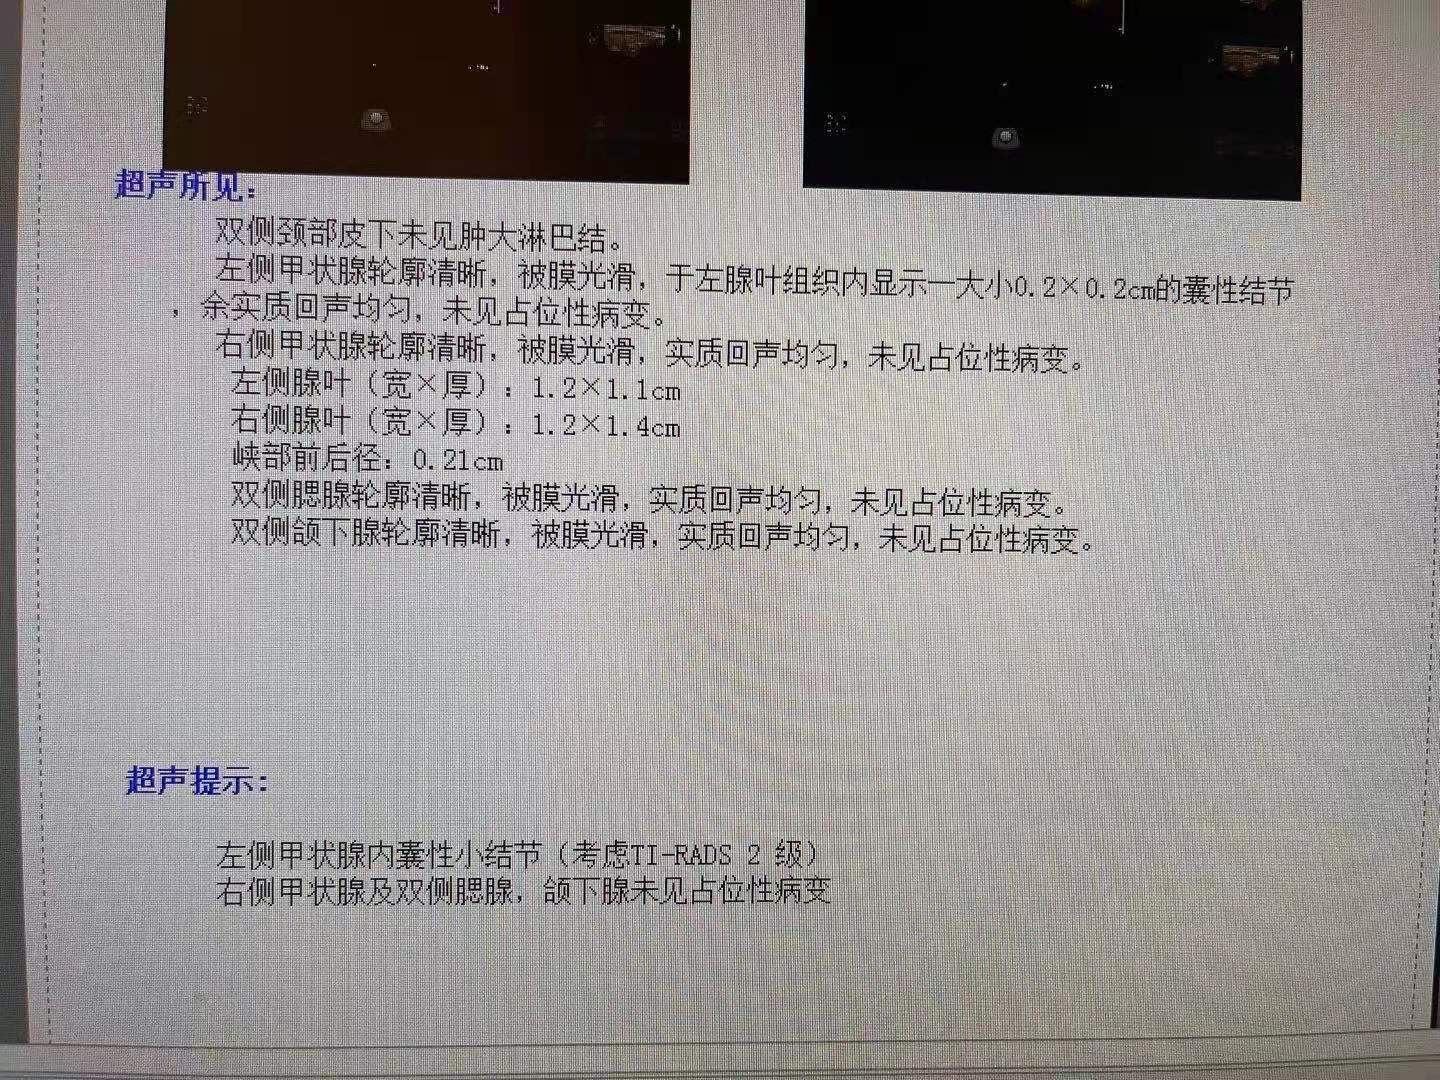 超声所见：
双侧颈部皮下未见肿大淋巴结。
左侧甲状腺轮廓清晰，被膜光滑，于左腺叶组织内显示一大小0.2×0.2cm的囊性结节
，余实质回声均匀，未见占位性病变。
右侧甲状腺轮廓清晰，被膜光滑，实质回声均匀，未见占位性病变。
左侧腺叶（宽×厚）：1.2×1.1cm
右侧腺叶（宽×厚）：1.2×1.4cm
峡部前后径：0.21cm
双侧腮腺轮廓清晰，被膜光滑，实质回声均匀，未见占位性病变。
双侧颌下腺轮廓清晰，被膜光滑，实质回声均匀，未见占位性病变。
超声提示：
左侧甲状腺内囊性小结节（考虑TI-RADS 2 级）
右侧甲状腺及双侧腮腺，颌下腺未见占位性病变